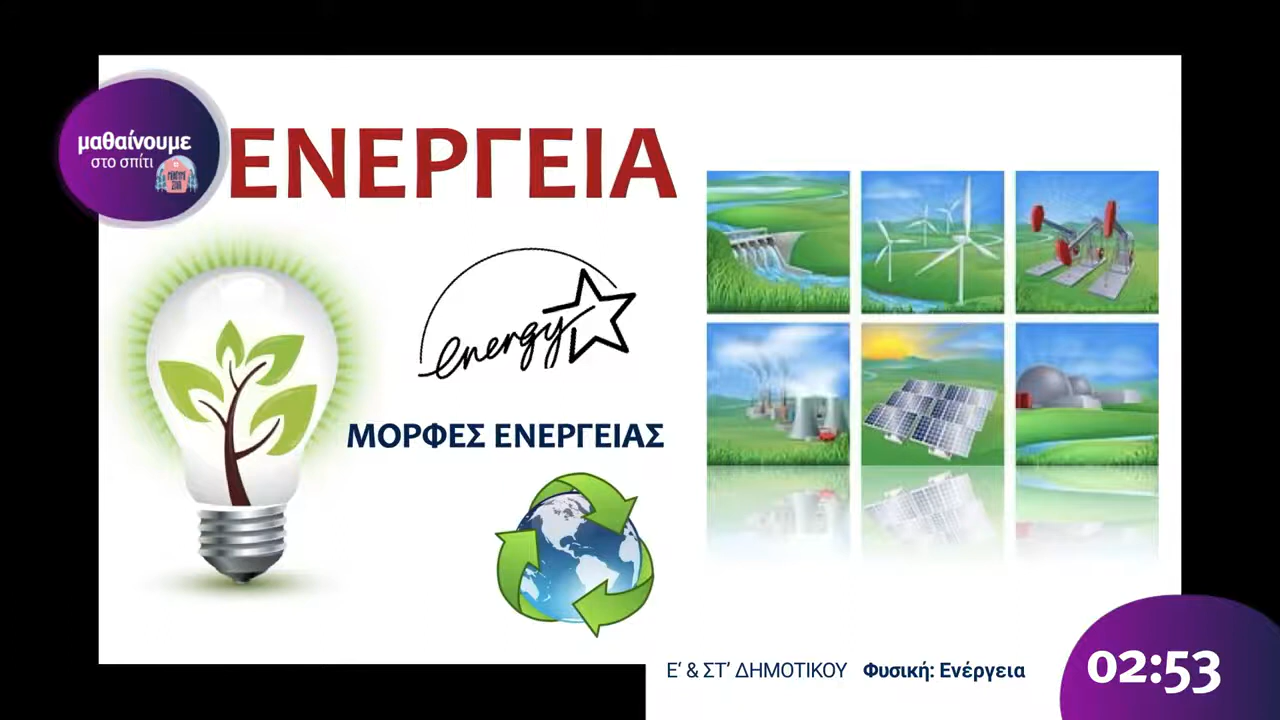 μαθαίνουμε
στο σπίτι
ΕΝΕΡΓΕΙΑ
energy
ΜΟΡΦΕΣ ΕΝΕΡΓΕΙΑΣ
Ε‘ & ΣΤ’ ΔΗΜΟΤΙΚΟΥ Φυσική: Ενέργεια
02:53